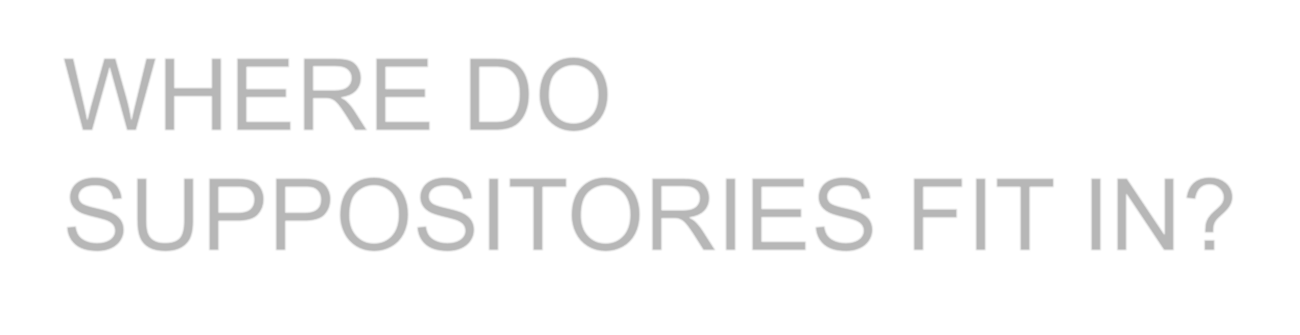 WHERE DO
SUPPOSITORIES FIT IN?